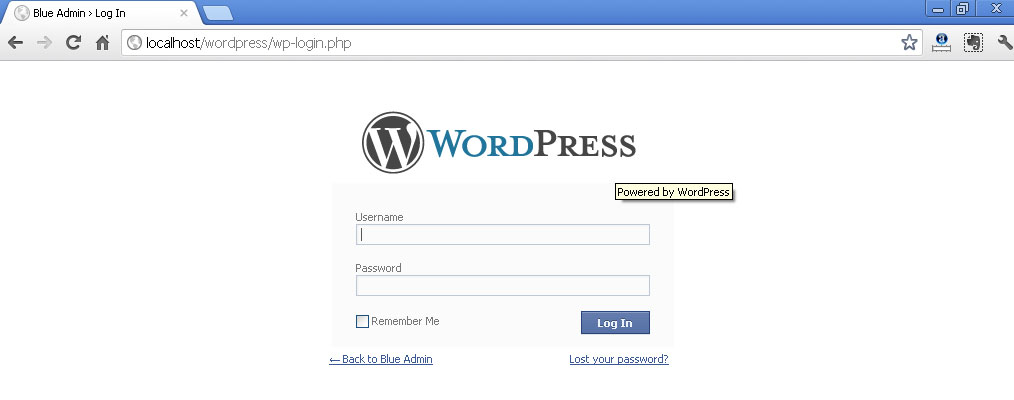 Blue Admin › Log In
localhost/wordpress/wp-login.php
WORDPRESS
Powered by WordPress
Username
Password
Remember Me
Log In
← Back to Blue Admin
Lost your password?